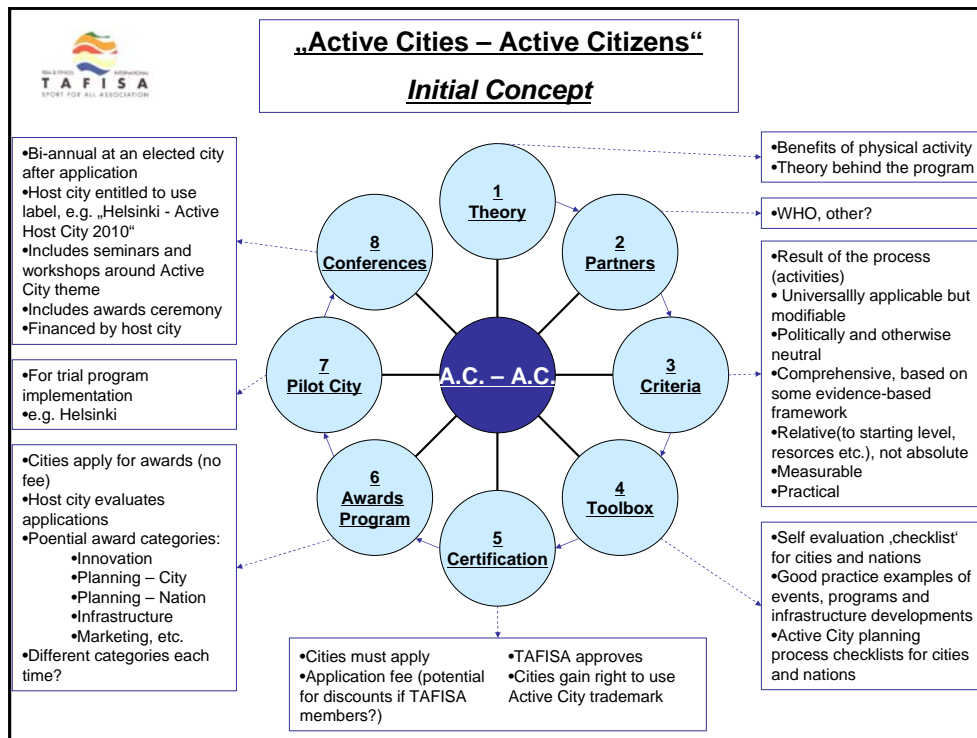 „Active Cities – Active Citizens“
Initial Concept
TRIM & FITNESS INTERNATIONAL
TAFISA
SPORT FOR ALL ASSOCIATION
1
Theory
•Benefits of physical activity
•Theory behind the program
2
Partners
•WHO, other?
3
Criteria
•Result of the process
(activities)
• Universallly applicable but
modifiable
•Politically and otherwise
neutral
•Comprehensive, based on
some evidence-based
framework
•Relative(to starting level,
resorces etc.), not absolute
•Measurable
•Practical
4
Toolbox
•Self evaluation ‚checklist‘
for cities and nations
•Good practice examples of
events, programs and
infrastructure developments
•Active City planning
process checklists for cities
and nations
5
Certification
•Cities must apply
•Application fee (potential
for discounts if TAFISA
members?)
•TAFISA approves
•Cities gain right to use
Active City trademark
6
Awards
Program
•Cities apply for awards (no
fee)
•Host city evaluates
applications
•Poential award categories:
•Innovation
•Planning – City
•Planning – Nation
•Infrastructure
•Marketing, etc.
•Different categories each
time?
7
Pilot City
•For trial program
implementation
•e.g. Helsinki
8
Conferences
•Bi-annual at an elected city
after application
•Host city entitled to use
label, e.g. „Helsinki - Active
Host City 2010“
•Includes seminars and
workshops around Active
City theme
•Includes awards ceremony
•Financed by host city
A.C. – A.C.